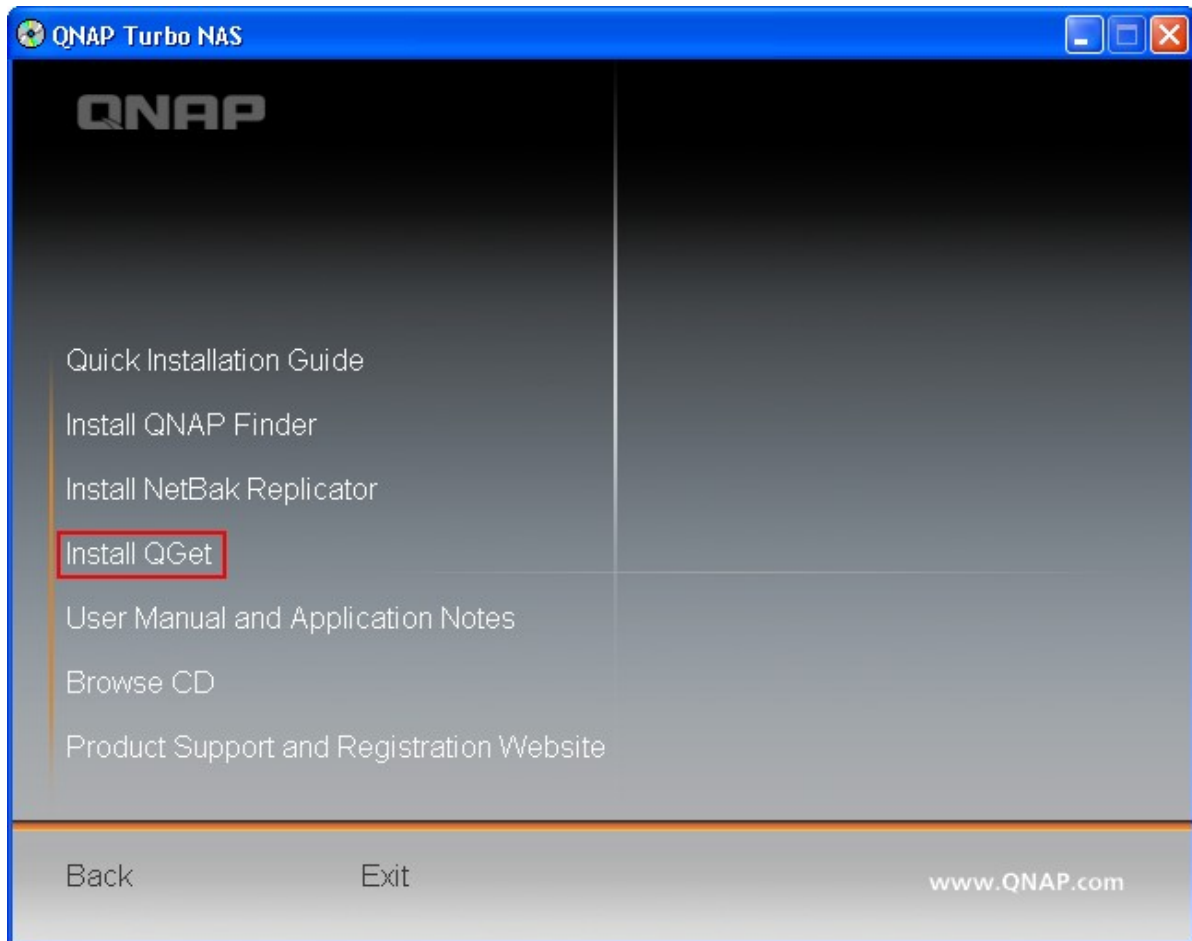 QNAP Turbo NAS
QNAP
Quick Installation Guide
Install QNAP Finder
Install NetBak Replicator
Install QGet
User Manual and Application Notes
Browse CD
Product Support and Registration Website
Back Exit www.QNAP.com